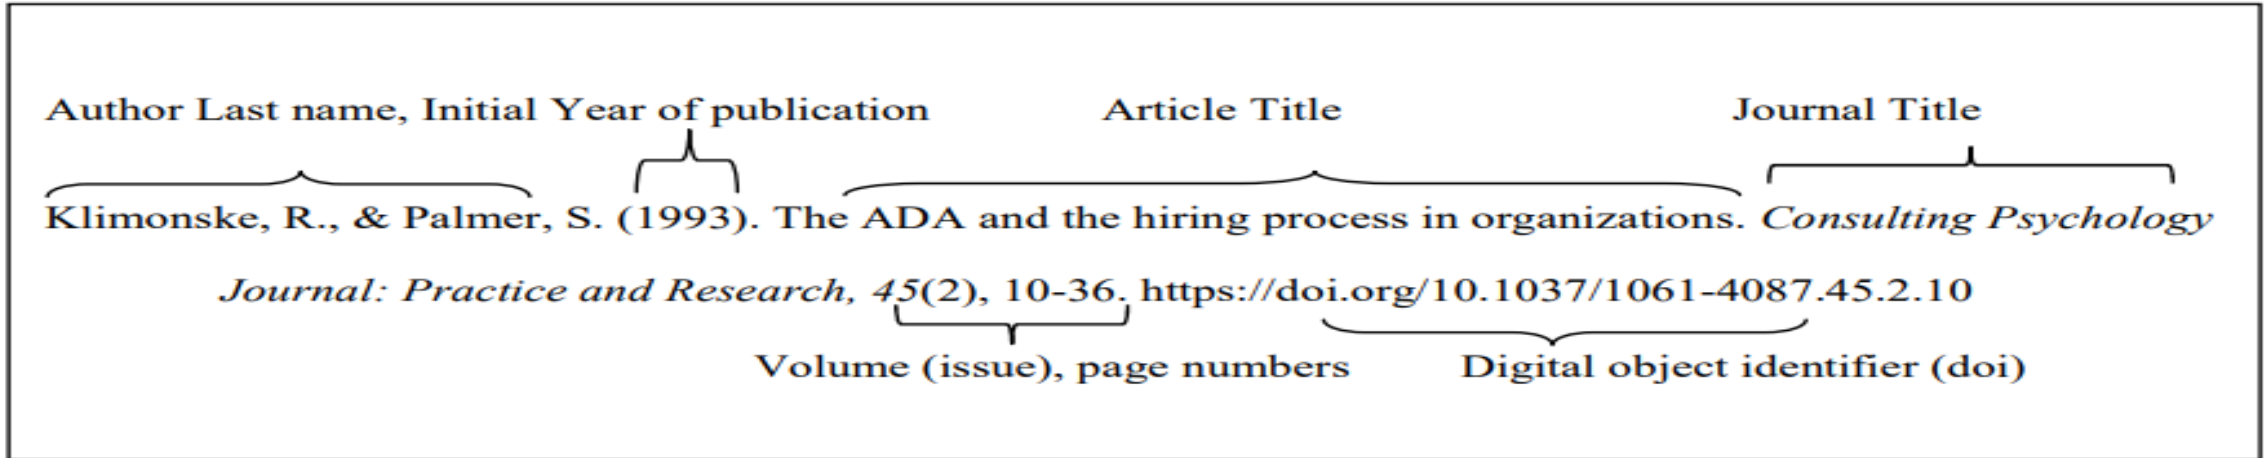 Author Last name, Initial Year of publication Article Title Journal Title
Klimonske, R., & Palmer, S. (1993). The ADA and the hiring process in organizations. Consulting Psychology
Journal: Practice and Research, 45(2), 10-36. https://doi.org/10.1037/1061-4087.45.2.10
Volume (issue), page numbers Digital object identifier (doi)